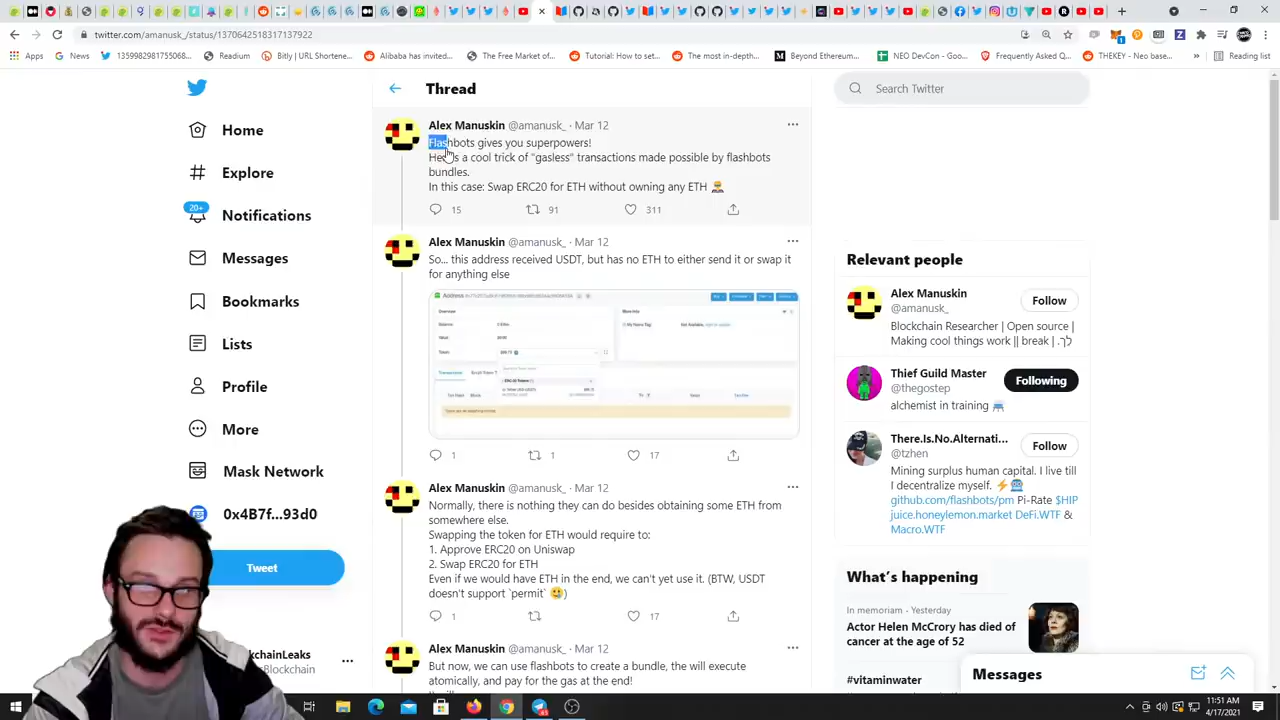 twitter.com/amanusk_/status/1370642518317137922
Apps
News
1359982981755068...
Readium
Bitly | URL Shortene...
Alibaba has invited...
The Free Market of...
Tutorial: How to set...
The most in-depth...
Beyond Ethereum...
NEO DevCon - Goo...
Frequently Asked Q...
THEKEY - Neo base...
»
Reading list
Home
Explore
20+
Notifications
Messages
Bookmarks
Lists
Profile
More
Mask Network
0x4B7f...93d0
Tweet
ckchainLeaks
Blockchain
Thread
Alex Manuskin @amanusk_ · Mar 12
Flashbots gives you superpowers!
He is a cool trick of "gasless" transactions made possible by flashbots
bundles.
In this case: Swap ERC20 for ETH without owning any ETH
15 91 311
Alex Manuskin @amanusk_ · Mar 12
So... this address received USDT, but has no ETH to either send it or swap it
for anything else
Address
Overview
More Info
1 1 17
Alex Manuskin @amanusk_ · Mar 12
Normally, there is nothing they can do besides obtaining some ETH from
somewhere else.
Swapping the token for ETH would require to:
1. Approve ERC20 on Uniswap
2. Swap ERC20 for ETH
Even if we would have ETH in the end, we can't yet use it. (BTW, USDT
doesn't support `permit` )
1 17
Alex Manuskin @amanusk_ · Mar 12
But now, we can use flashbots to create a bundle, the will execute
atomically, and pay for the gas at the end!
Search Twitter
Relevant people
Alex Manuskin
@amanusk_
Follow
Blockchain Researcher | Open source |
Making cool things work || break | לך.
Thief Guild Master
@thegostep
Following
alchemist in training
There.Is.No.Alternati...
@tzhen
Follow
Mining surplus human capital. I live till
I decentralize myself.
github.com/flashbots/pm Pi-Rate $HIP
juice.honeylemon.market DeFi.WTF &
Macro.WTF
What's happening
In memoriam · Yesterday
Actor Helen McCrory has died of
cancer at the age of 52
#vitaminwater
Messages
11:51 AM
4/17/2021